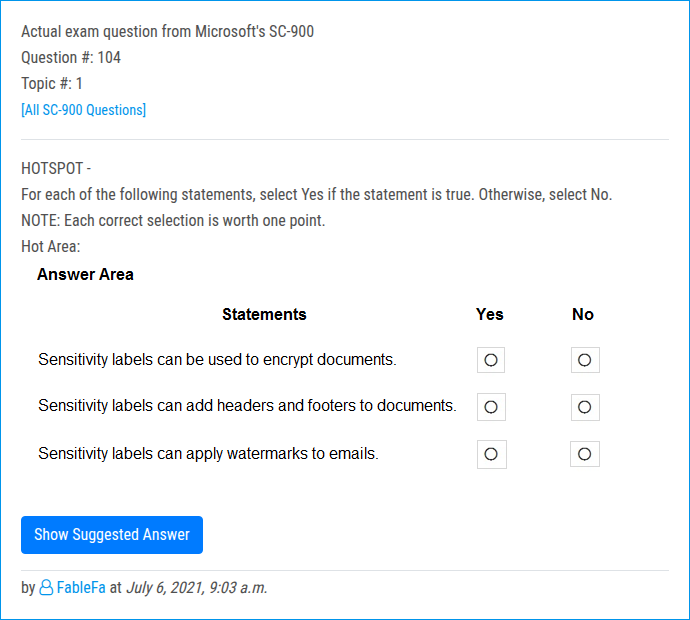 Actual exam question from Microsoft's SC-900
Question #: 104
Topic #: 1
[All SC-900 Questions]
HOTSPOT -
For each of the following statements, select Yes if the statement is true. Otherwise, select No.
NOTE: Each correct selection is worth one point.
Hot Area:
Answer Area
Statements Yes No
Sensitivity labels can be used to encrypt documents.
Sensitivity labels can add headers and footers to documents.
Sensitivity labels can apply watermarks to emails.
Show Suggested Answer
by FableFa at July 6, 2021, 9:03 a.m.